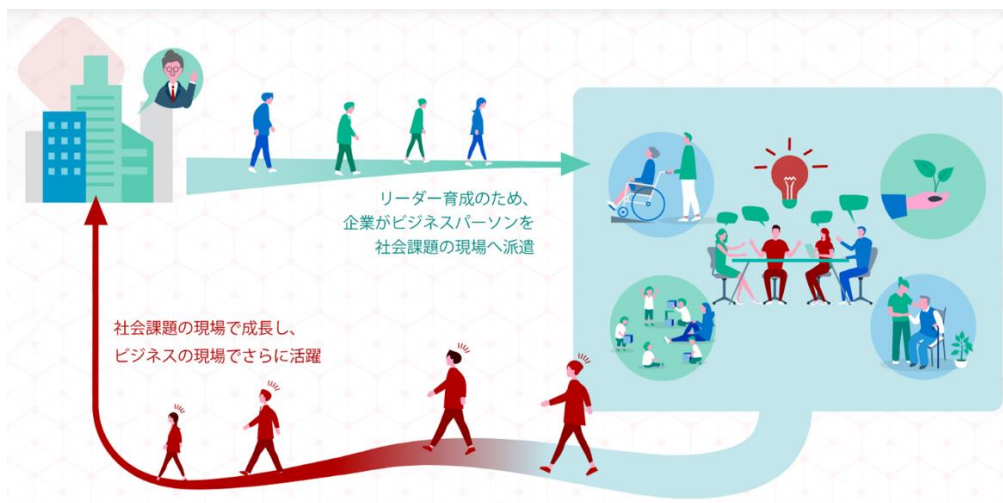 リーダー育成のため、
企業がビジネスパーソンを
社会課題の現場へ派遣
社会課題の現場で成長し、
ビジネスの現場でさらに活躍